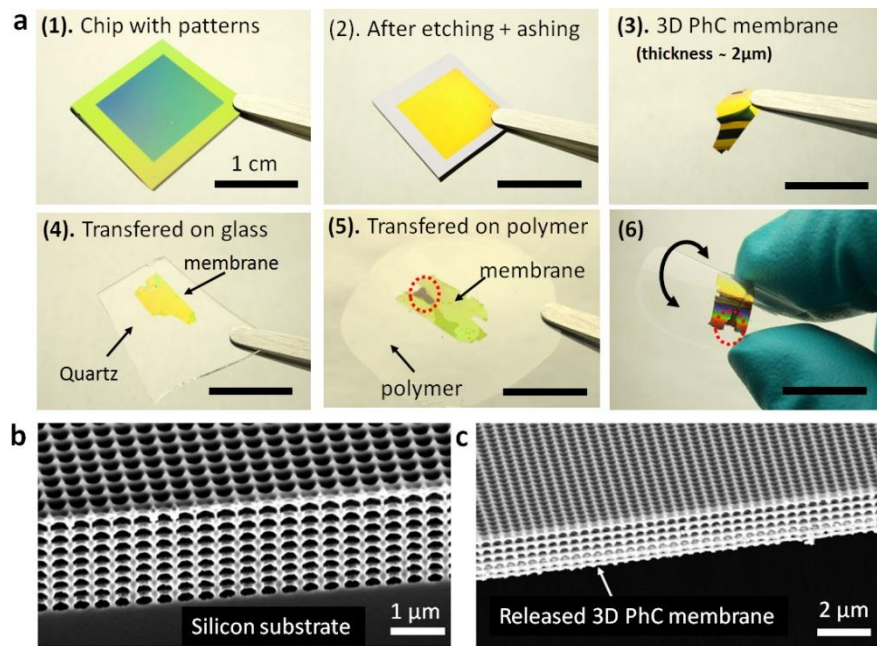 a
(1). Chip with patterns
1 cm
(2). After etching + ashing
(3). 3D PhC membrane
(thickness ~ 2μm)
(4). Transfered on glass
membrane
Quartz
(5). Transfered on polymer
membrane
polymer
(6)
b
Silicon substrate
1 μm
c
Released 3D PhC membrane
2 μm